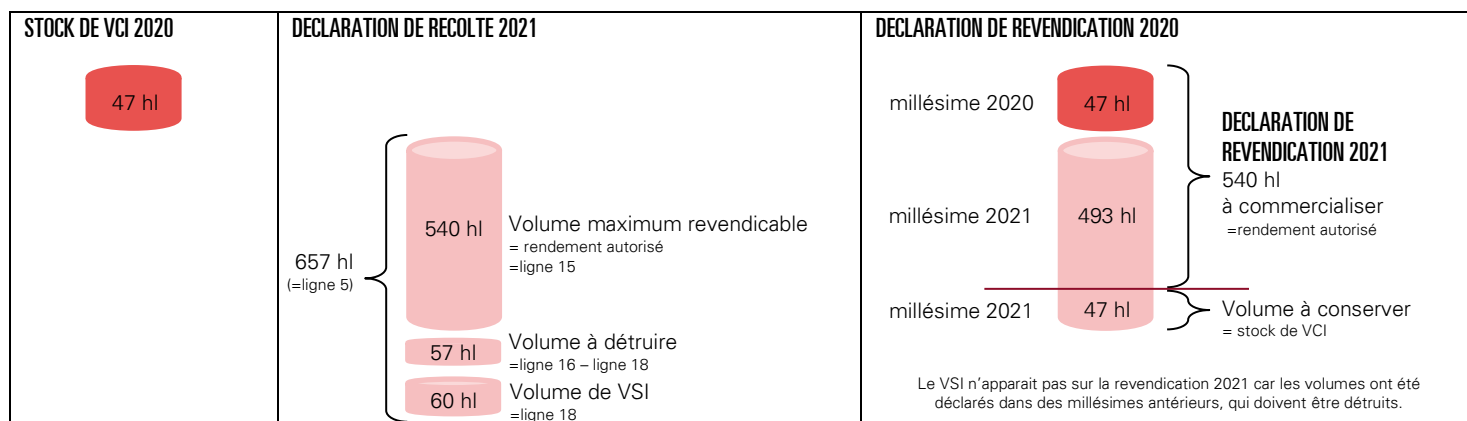 STOCK DE VCI 2020
47 hl
DECLARATION DE RECOLTE 2021
657 hl
(=ligne 5)
540 hl
Volume maximum revendicable
= rendement autorisé
=ligne 15
57 hl
Volume à détruire
=ligne 16 – ligne 18
60 hl
Volume de VSI
=ligne 18
DECLARATION DE REVENDICATION 2020
millésime 2020
47 hl
millésime 2021
493 hl
DECLARATION DE
REVENDICATION 2021
540 hl
à commercialiser
=rendement autorisé
millésime 2021
47 hl
Volume à conserver
= stock de VCI
Le VSI n’apparait pas sur la revendication 2021 car les volumes ont été
déclarés dans des millésimes antérieurs, qui doivent être détruits.